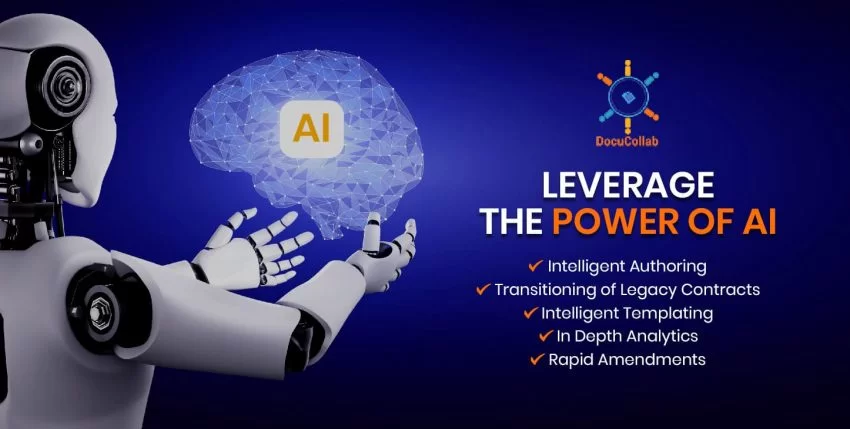 AI
DocuCollab
LEVERAGE
THE POWER OF AI
Intelligent Authoring
Transitioning of Legacy Contracts
Intelligent Templating
In Depth Analytics
Rapid Amendments